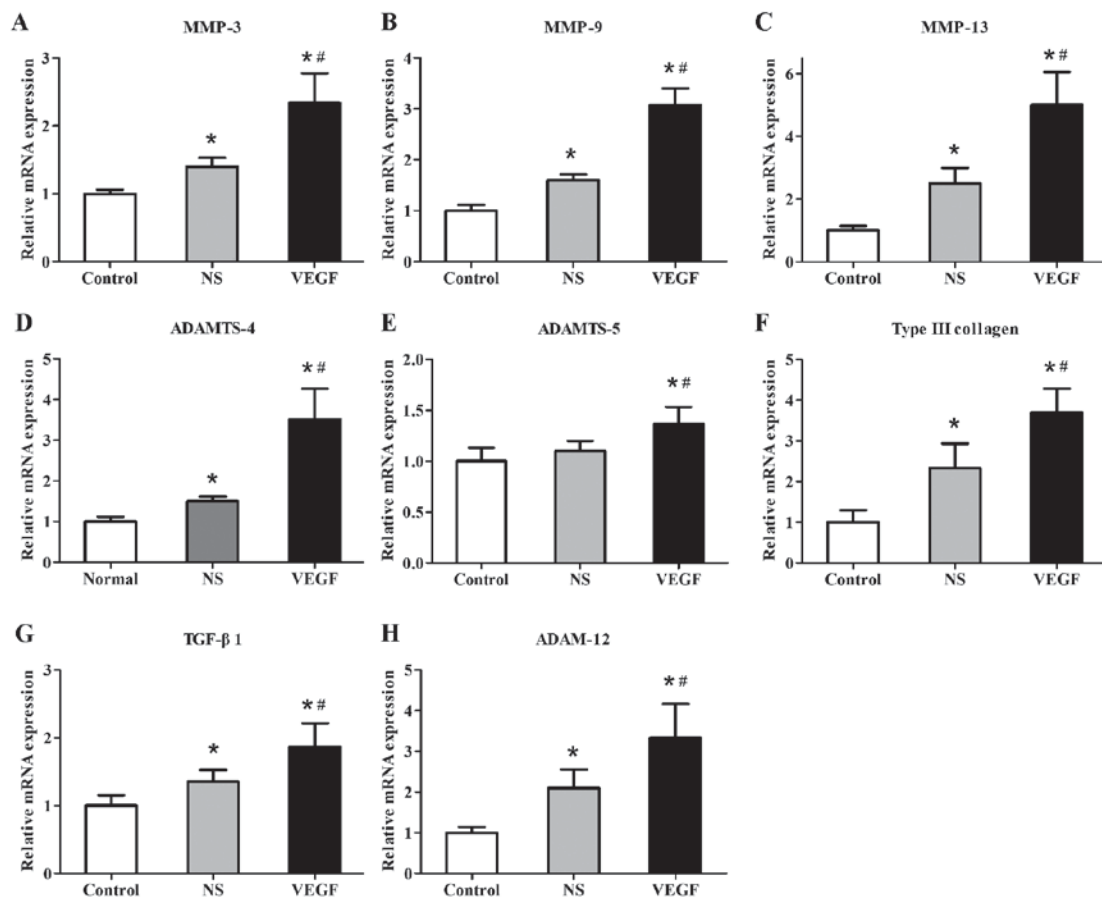 A
MMP-3
Relative mRNA expression
3
2
1
0
*
* #
Control NS VEGF
B
MMP-9
Relative mRNA expression
4
3
2
1
0
*
* #
Control NS VEGF
C
MMP-13
Relative mRNA expression
6
4
2
0
*
* #
Control NS VEGF
D
ADAMTS-4
Relative mRNA expression
5
4
3
2
1
0
*
* #
Normal NS VEGF
E
ADAMTS-5
Relative mRNA expression
2.0
1.5
1.0
0.5
0.0
* #
Control NS VEGF
F
Type III collagen
Relative mRNA expression
5
4
3
2
1
0
*
* #
Control NS VEGF
G
TGF-β 1
Relative mRNA expression
3
2
1
0
*
* #
Control NS VEGF
H
ADAM-12
Relative mRNA expression
5
4
3
2
1
0
*
* #
Control NS VEGF